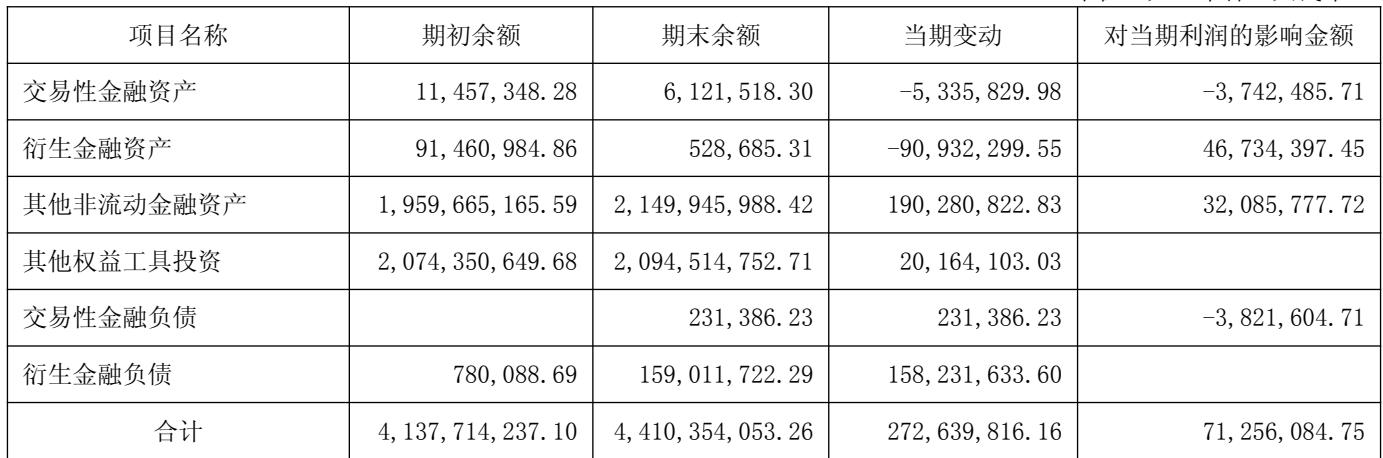 项目名称 期初余额 期末余额 当期变动 对当期利润的影响金额
交易性金融资产 11,457,348.28 6,121,518.30 -5,335,829.98 -3,742,485.71
衍生金融资产 91,460,984.86 528,685.31 -90,932,299.55 46,734,397.45
其他非流动金融资产 1,959,665,165.59 2,149,945,988.42 190,280,822.83 32,085,777.72
其他权益工具投资 2,074,350,649.68 2,094,514,752.71 20,164,103.03
交易性金融负债 231,386.23 231,386.23 -3,821,604.71
衍生金融负债 780,088.69 159,011,722.29 158,231,633.60
合计 4,137,714,237.10 4,410,354,053.26 272,639,816.16 71,256,084.75